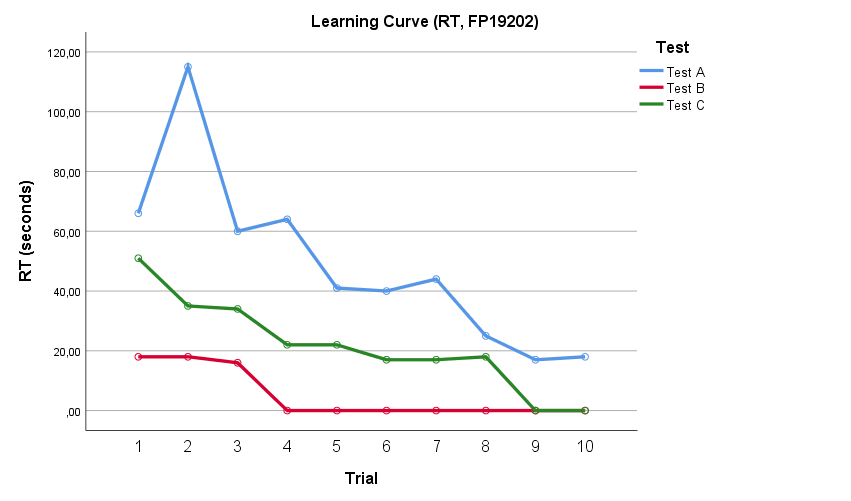 Learning Curve (RT, FP19202)
Test
Test A
Test B
Test C
RT (seconds)
120,00
100,00
80,00
60,00
40,00
20,00
,00
1 2 3 4 5 6 7 8 9 10
Trial